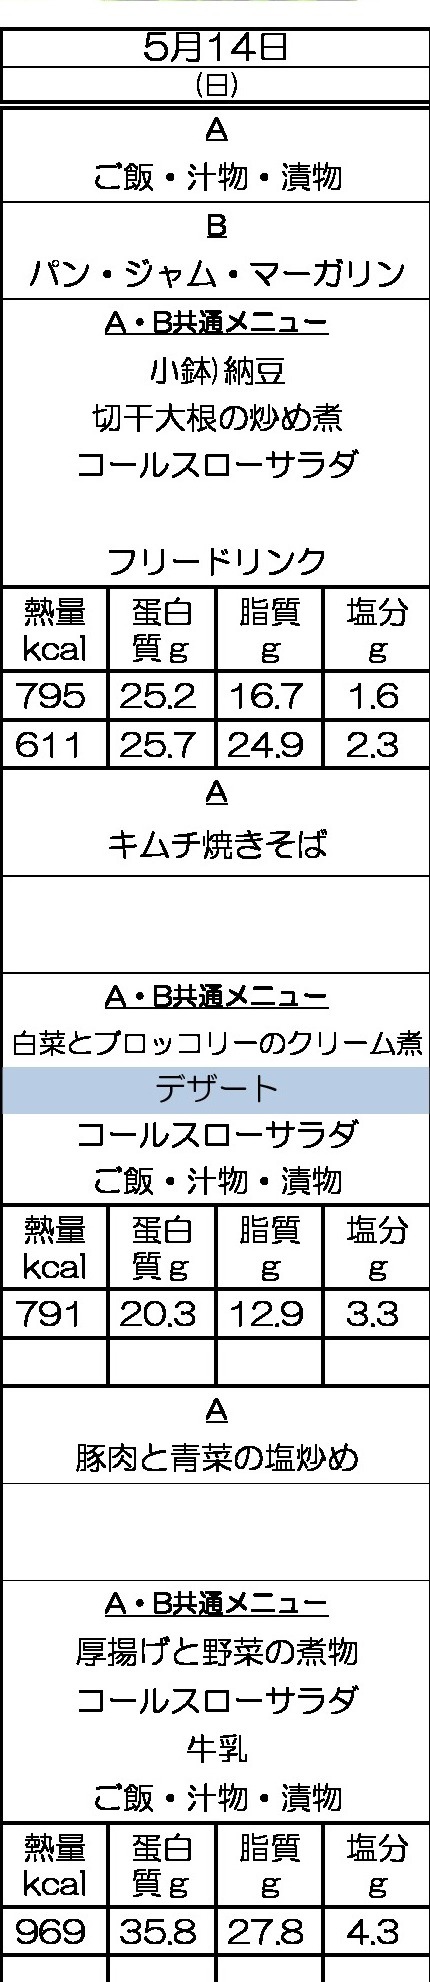 5月14日
(日)
A
ご飯・汁物・漬物
B
パン・ジャム・マーガリン
A・B共通メニュー
小鉢)納豆
切干大根の炒め煮
コールスローサラダ
フリードリンク
熱量 蛋白 脂質 塩分
kcal 質g g g
795 25.2 16.7 1.6
611 25.7 24.9 2.3
A
キムチ焼きそば
A・B共通メニュー
白菜とブロッコリーのクリーム煮
デザート
コールスローサラダ
ご飯・汁物・漬物
熱量 蛋白 脂質 塩分
kcal 質g g g
791 20.3 12.9 3.3
A
豚肉と青菜の塩炒め
A・B共通メニュー
厚揚げと野菜の煮物
コールスローサラダ
牛乳
ご飯・汁物・漬物
熱量 蛋白 脂質 塩分
kcal 質g g g
969 35.8 27.8 4.3